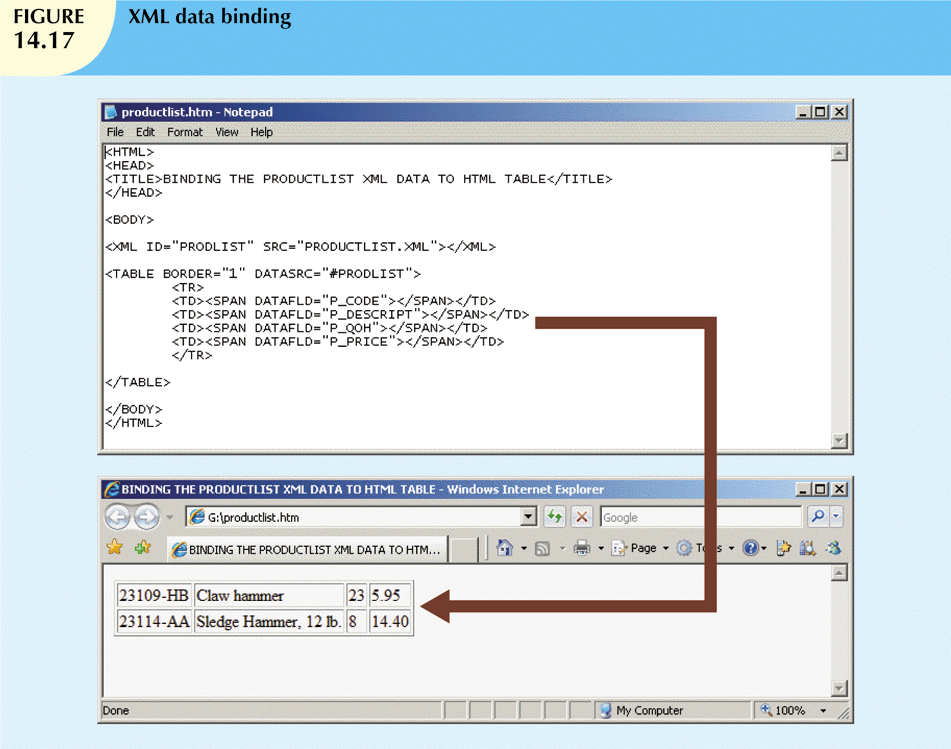 FIGURE
14.17
XML data binding
productlist.htm - Notepad
File Edit Format View Help
<HTML>
<HEAD>
<TITLE>BINDING THE PRODUCTLIST XML DATA TO HTML TABLE</TITLE>
</HEAD>
<BODY>
<XML ID="PRODLIST" SRC="PRODUCTLIST.XML"></XML>
<TABLE BORDER="1" DATASRC="#PRODLIST">
<TR>
<TD><SPAN DATAFLD="P_CODE"></SPAN></TD>
<TD><SPAN DATAFLD="P_DESCRIPT"></SPAN></TD>
<TD><SPAN DATAFLD="P_QOH"></SPAN></TD>
<TD><SPAN DATAFLD="P_PRICE"></SPAN></TD>
</TR>
</TABLE>
</BODY>
</HTML>
BINDING THE PRODUCTLIST XML DATA TO HTML TABLE - Windows Internet Explorer
G:\productlist.htm
Google
BINDING THE PRODUCTLIST XML DATA TO HTM...
Page
23109-HB Claw hammer 23 5.95
23114-AA Sledge Hammer, 12 lb. 8 14.40
Done
My Computer
100%